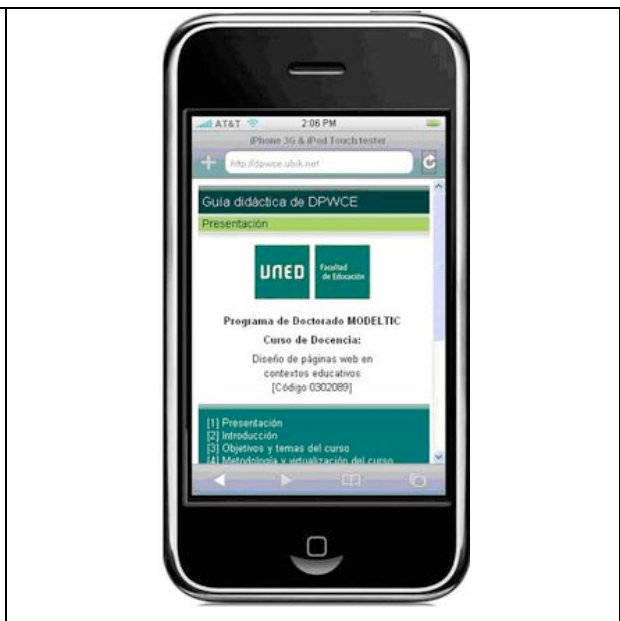 AT&T 2:06 PM
iPhone 3G & iPod Touch tester
http://dpwce.ubik.net
Guía didáctica de DPWCE
Presentación
UNED
Facultad
de Educación
Programa de Doctorado MODELTIC
Curso de Docencia:
Diseño de páginas web en
contextos educativos
[Código 0302089]
[1] Presentación
[2] Introducción
[3] Objetivos y temas del curso
[4] Metodología y virtualización del curso